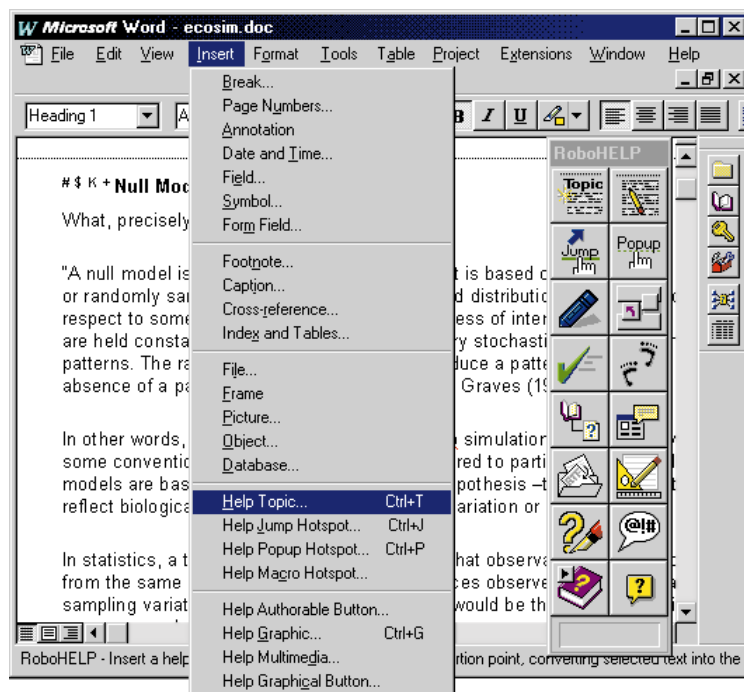 W Microsoft Word - ecosim.doc
File Edit View Insert Format Tools Table Project Extensions Window Help
Heading 1 A B I U
Break...
Page Numbers...
Annotation
Date and Time...
Field...
Symbol...
Form Field...
Footnote...
Caption...
Cross-reference...
Index and Tables...
File...
Frame
Picture...
Object...
Database...
Help Topic... Ctrl+T
Help Jump Hotspot... Ctrl+J
Help Popup Hotspot... Ctrl+P
Help Macro Hotspot...
Help Authorable Button...
Help Graphic... Ctrl+G
Help Multimedia...
Help Graphical Button...
RoboHELP
Topic
Jump Popup
@!#
# $ K + Null Mod
What, precisely
"A null model is t is based o
or randomly sa d distributio
respect to some ess of inter
are held consta ry stochasti
patterns. The ra duce a patte
absence of a pa Graves (19
In other words, simulation
some conventio red to parti
models are bas pothesis –t
reflect biologica ariation or
In statistics, a t hat observa
from the same ces observe
sampling variat would be th
RoboHELP - Insert a help rtion point, converting selected text into the